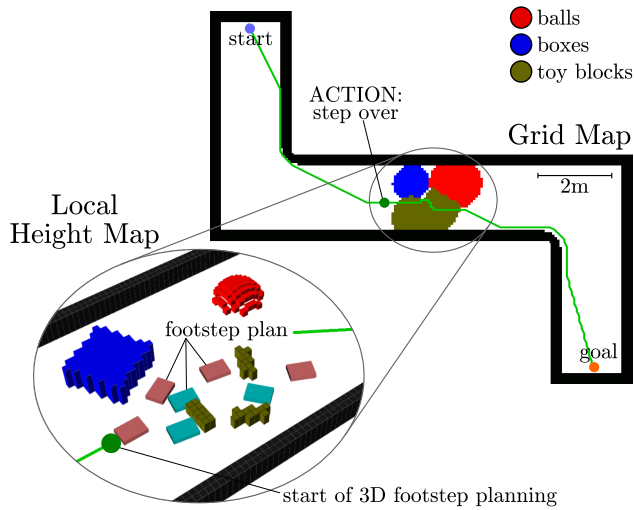 start
balls
boxes
toy blocks
ACTION:
step over
Grid Map
2m
Local
Height Map
footstep plan
goal
start of 3D footstep planning